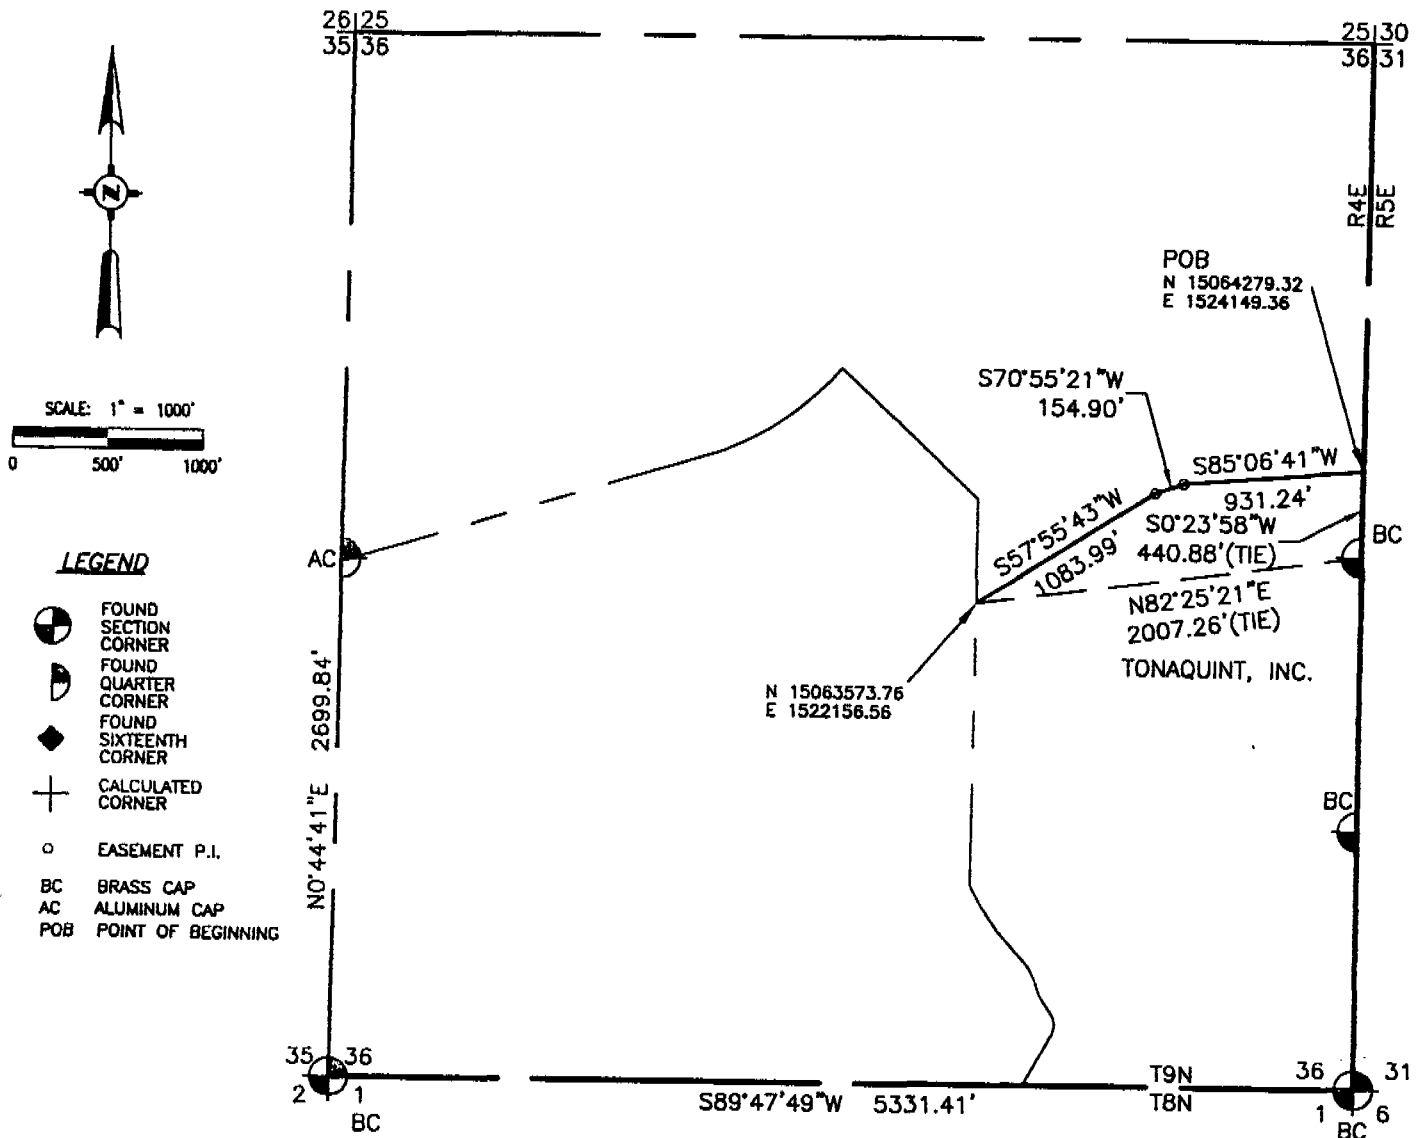 26 25
35 36
25 30
36 31
R4E
R5E
POB
N 15064279.32
E 1524149.36
Z
S70°55'21"W
154.90'
SCALE: 1" = 1000'
0 500' 1000'
S85°06'41"W
931.24'
S57°55'43"W
1083.99'
S0°23'58"W
440.88'(TIE)
BC
AC
N82°25'21"E
2007.26'(TIE)
TONAQUINT, INC.
LEGEND
FOUND
SECTION
CORNER
FOUND
QUARTER
CORNER
FOUND
SIXTEENTH
CORNER
CALCULATED
CORNER
EASEMENT P.I.
BC BRASS CAP
AC ALUMINUM CAP
POB POINT OF BEGINNING
N 15063573.76
E 1522156.56
N0°44'41"E 2699.84'
BC
35 36
2 1
BC
S89°47'49"W 5331.41'
T9N
T8N
36 31
1 6
BC